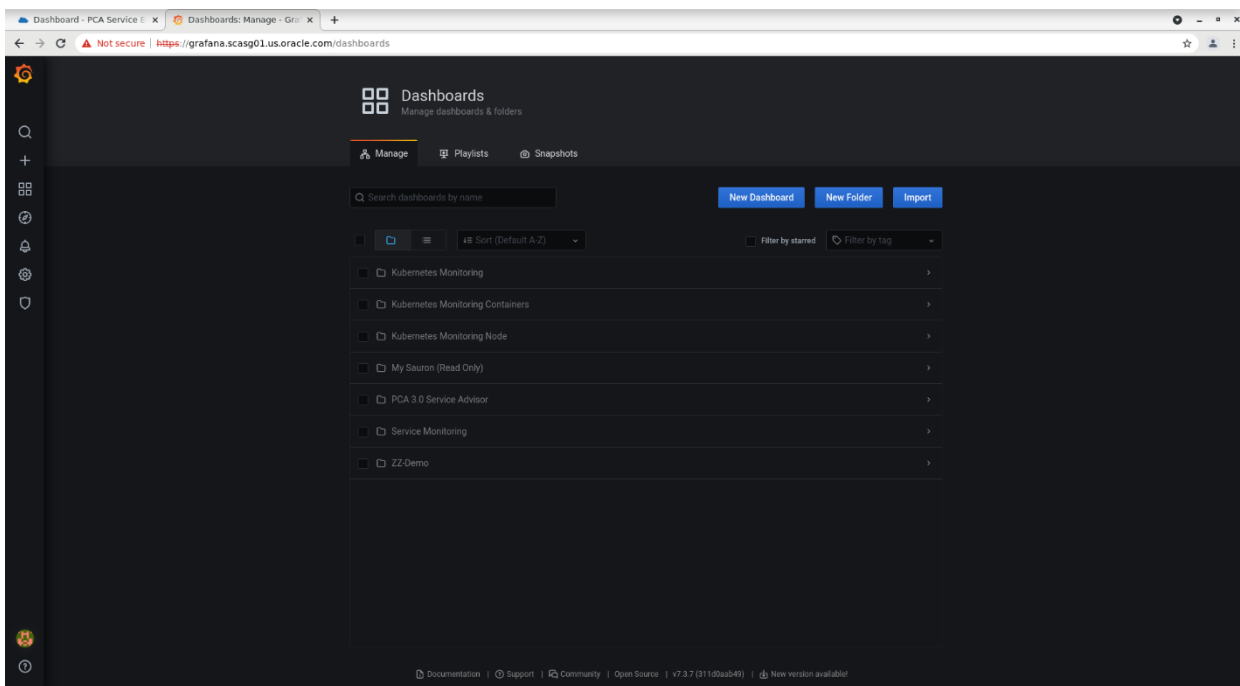 Dashboard - PCA Service E
Dashboards: Manage - Gra
Not secure | https://grafana.scasg01.us.oracle.com/dashboards
Dashboards
Manage dashboards & folders
Manage Playlists Snapshots
Search dashboards by name
New Dashboard New Folder Import
Sort (Default A-Z) Filter by starred Filter by tag
Kubernetes Monitoring
Kubernetes Monitoring Containers
Kubernetes Monitoring Node
My Sauron (Read Only)
PCA 3.0 Service Advisor
Service Monitoring
ZZ-Demo
Documentation | Support | Community | Open Source | v7.3.7 (311d0aab49) | New version available!